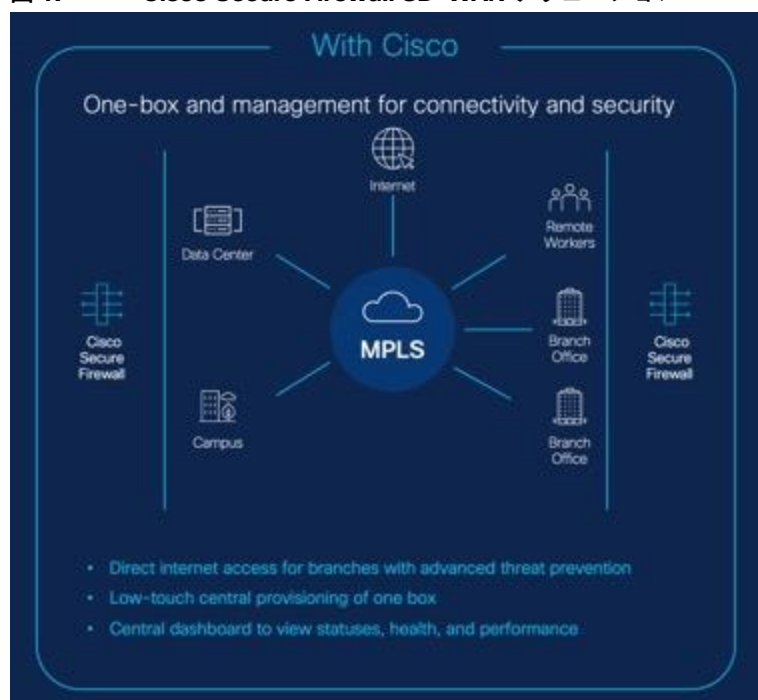 With Cisco
One-box and management for connectivity and security
Internet
Data Center
Remote
Workers
MPLS
Cisco
Secure
Firewall
Branch
Office
Cisco
Secure
Firewall
Campus
Branch
Office
• Direct internet access for branches with advanced threat prevention
• Low-touch central provisioning of one box
• Central dashboard to view statuses, health, and performance